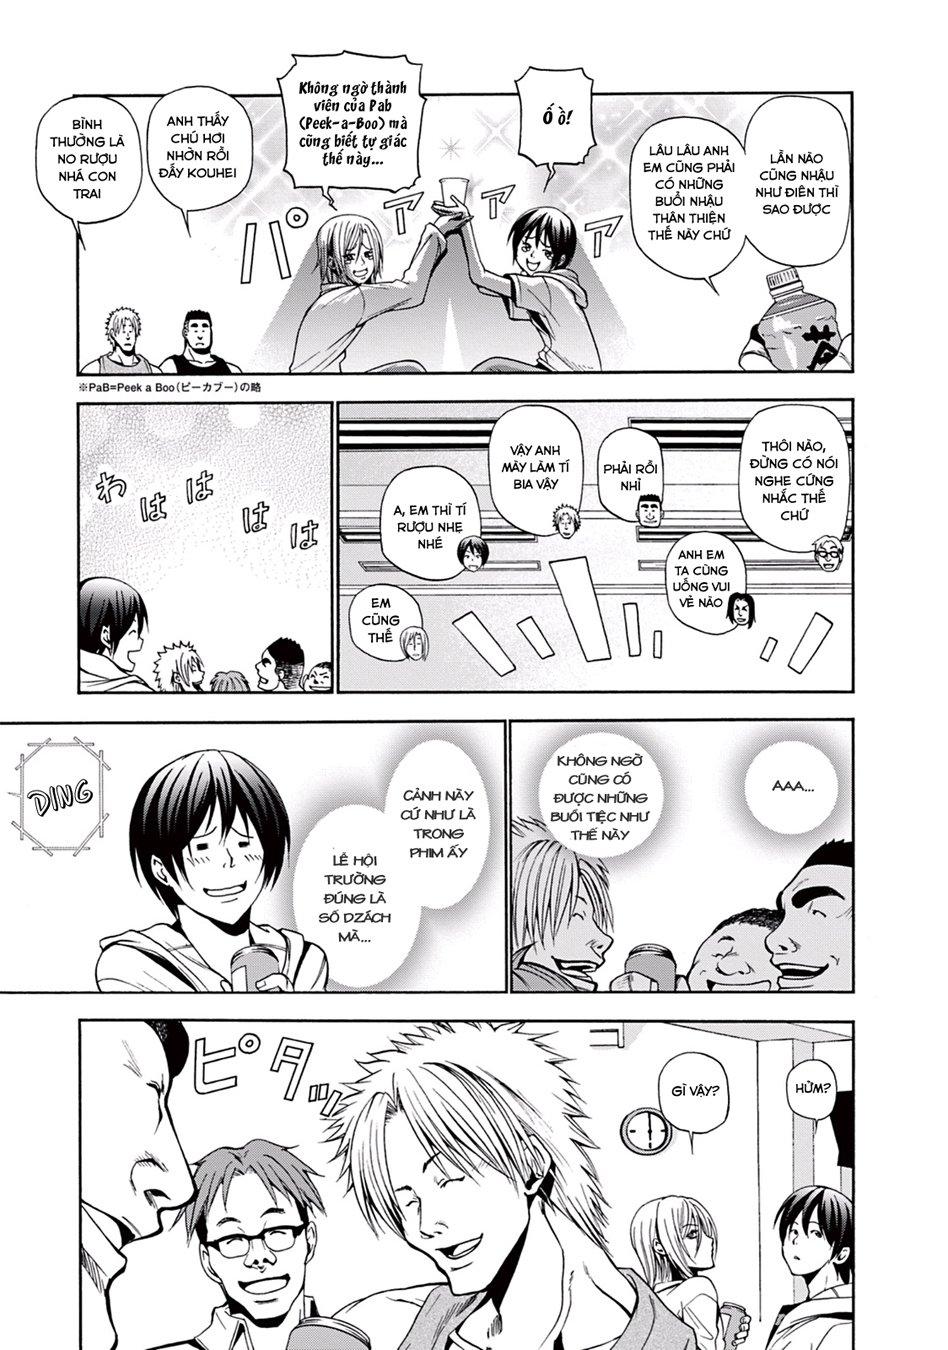 LẦN NÀO
CŨNG NHẬU
NHƯ ĐIÊN THÌ
SAO ĐƯỢC
LÂU LÂU ANH
EM CŨNG PHẢI
CÓ NHỮNG
BUỔI NHẬU
THÂN THIỆN
THẾ NÀY CHỨ
Ố Ồ!
Không ngờ thành
viên của Pab
(Peek-a-Boo) mà
cũng biết tự giác
thế này...
ANH THẤY
CHÚ HƠI
NHỜN RỒI
ĐẤY KOUHEI
BÌNH
THƯỜNG LÀ
NO RƯỢU
NHÁ CON
TRAI
パアアアァ
※PaB=Peek a Boo(ピーカブー)の略
THÔI NÀO,
ĐỪNG CÓ NÓI
NGHE CỨNG
NHẮC THẾ
CHỨ
PHẢI RỒI
NHỈ
VẬY ANH
MÀY LÀM TÍ
BIA VẬY
A, EM THÌ TÍ
RƯỢU NHẸ
NHÉ
ANH EM
TA CÙNG
UỐNG VUI
VẺ NÀO
EM
CŨNG
THẾ
わははははは
AAA...
KHÔNG NGỜ
CŨNG CÓ
ĐƯỢC NHỮNG
BUỔI TIỆC NHƯ
THẾ NÀY
CẢNH NÀY
CỨ NHƯ LÀ
TRONG
PHIM ẤY
LỄ HỘI
TRƯỜNG
ĐÚNG LÀ
SỐ DZÁCH
MÀ...
DING
HỬM?
GÌ VẬY?
ピタッ